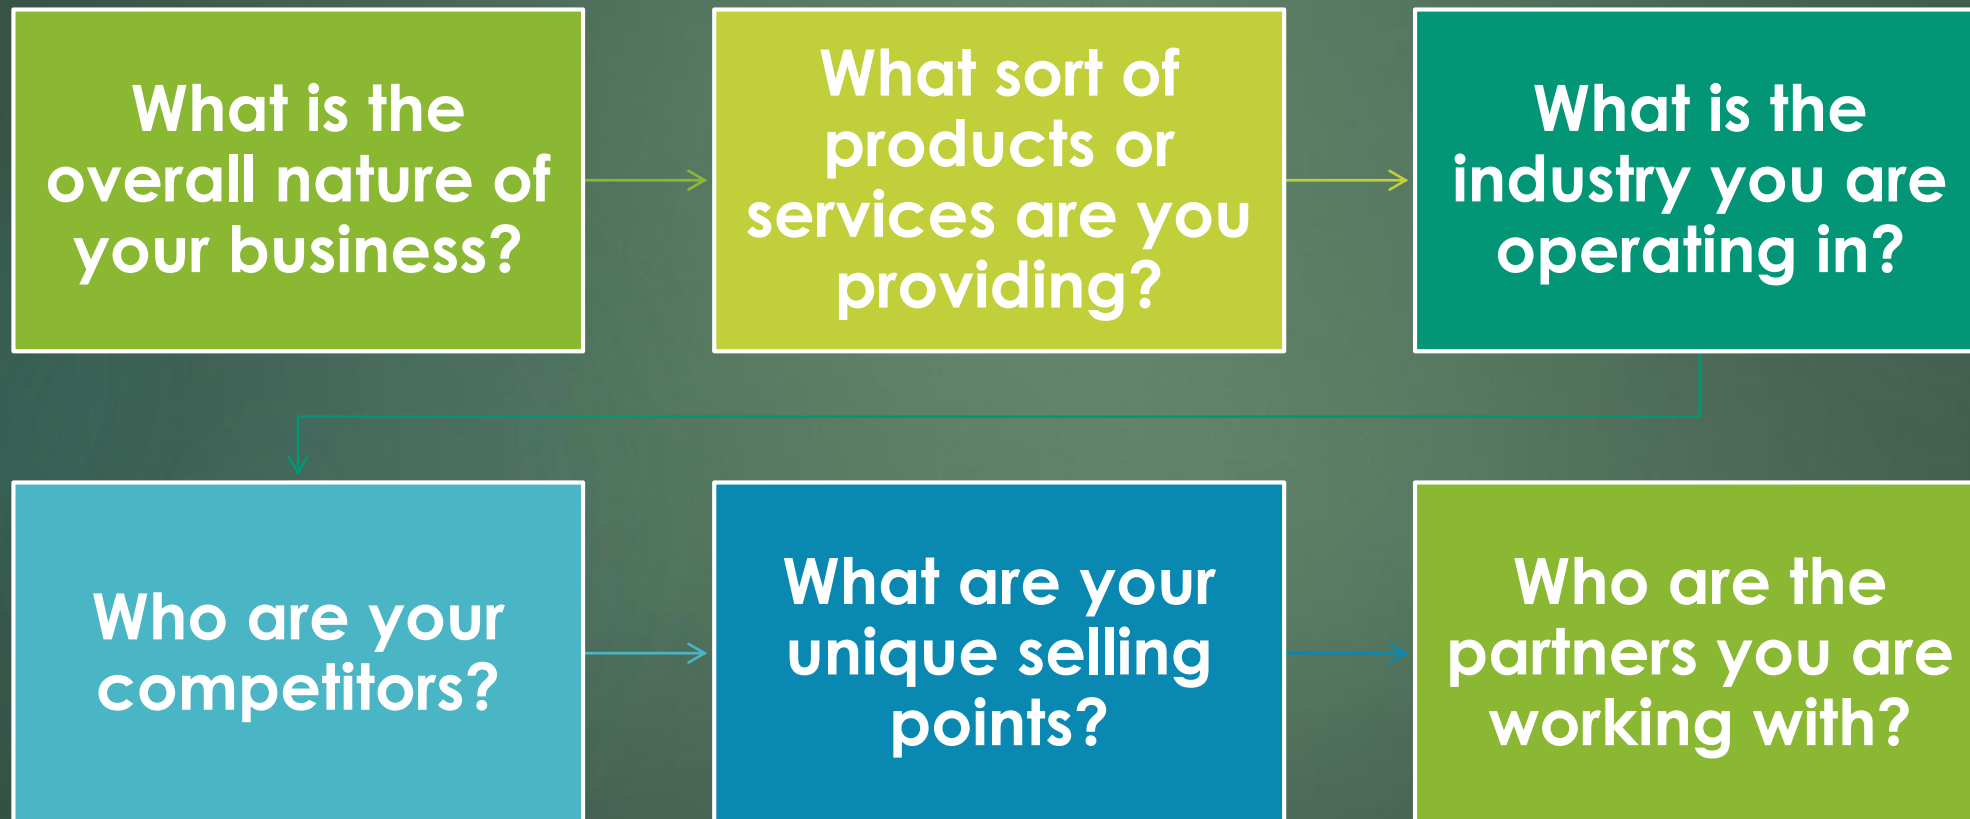 What is the
overall nature of
your business?
What sort of
products or
services are you
providing?
What is the
industry you are
operating in?
Who are your
competitors?
What are your
unique selling
points?
Who are the
partners you are
working with?